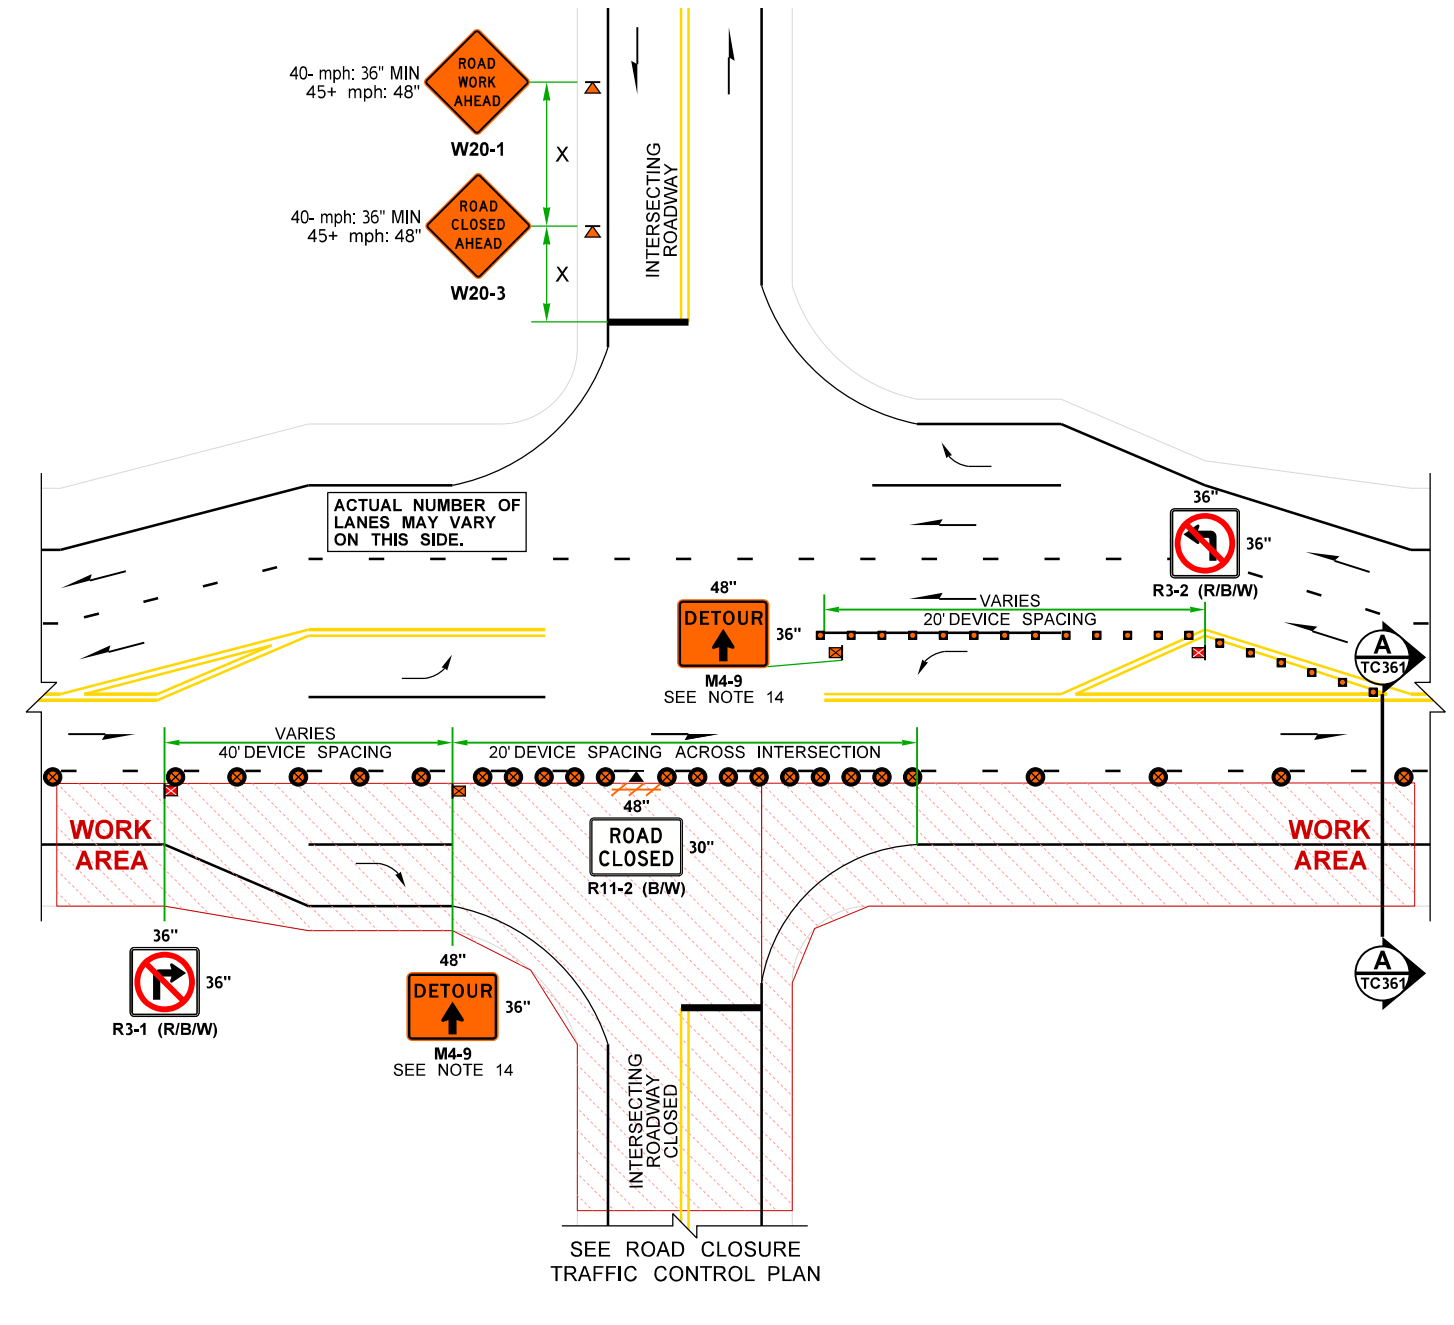 40- mph: 36" MIN
45+ mph: 48"
ROAD
WORK
AHEAD
W20-1
X
40- mph: 36" MIN
45+ mph: 48"
ROAD
CLOSED
AHEAD
W20-3
X
INTERSECTING
ROADWAY
ACTUAL NUMBER OF
LANES MAY VARY
ON THIS SIDE.
36"
36"
R3-2 (R/B/W)
48"
DETOUR
36"
M4-9
SEE NOTE 14
VARIES
20' DEVICE SPACING
A
TC361
VARIES
40' DEVICE SPACING
20' DEVICE SPACING ACROSS INTERSECTION
WORK
AREA
48"
ROAD
CLOSED
30"
R11-2 (B/W)
WORK
AREA
36"
36"
R3-1 (R/B/W)
48"
DETOUR
36"
M4-9
SEE NOTE 14
A
TC361
INTERSECTING
ROADWAY
CLOSED
SEE ROAD CLOSURE
TRAFFIC CONTROL PLAN